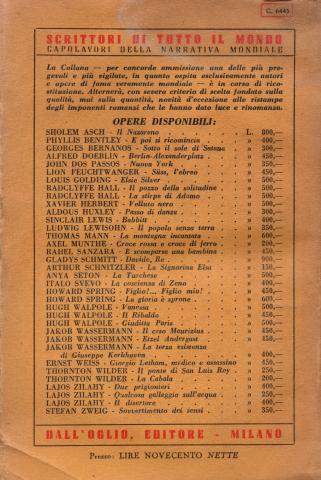 C. 6445
SCRITTORI DI TUTTO IL MONDO
CAPOLAVORI DELLA NARRATIVA MONDIALE
La Collana — per concorde ammissione una delle più pre-
gevoli e più vigilate, in quanto ospita esclusivamente autori
e opere di fama veramente mondiale — è in corso di rico-
stituzione. Alternerà, con severo criterio di scelta fondato sulla
qualità, mai sulla quantità, novità d'eccezione alle ristampe
degli imponenti romanzi che le hanno dato luce e rinomanza.
OPERE DISPONIBILI:
SHOLEM ASCH - Il Nazareno . . . . . L. 800,—
PHYLLIS BENTLEY - E poi si ricomincia . . . » 400,—
GEORGES BERNANOS - Sotto il sole di Satana » 300,—
ALFRED DOEBLIN - Berlin-Alexanderplatz . . » 450,—
JOHN DOS PASSOS - Nuova York . . . » 350,—
LION FEUCHTWANGER - Süss, l'ebreo . . » 450,—
LOUIS GOLDING - Elsie Silver . . . . » 500,—
RADCLYFFE HALL - Il pozzo della solitudine . » 500,—
RADCLYFFE HALL - La stirpe di Adamo . . » 500,—
XAVIER HERBERT - Velluto nero . . . » 500,—
ALDOUS HUXLEY - Passo di danza . . . » 300,—
SINCLAIR LEWIS - Babbitt . . . . » 400,—
LUDWIG LEWISOHN - Il popolo senza terra . » 350,—
THOMAS MANN - La montagna incantata . . » 600,—
AXEL MUNTHE - Croce rossa e croce di ferro . » 200,—
RAHEL SANZARA - È scomparsa una bambina . » 450,—
GLADYS SCHMITT - Davide, Re . . . . » 900,—
ARTHUR SCHNITZLER - La Signorina Elsa . » 150,—
ANYA SETON - La Turchese . . . . » 500,—
ITALO SVEVO - La coscienza di Zeno . . . » 400,—
HOWARD SPRING - Figlio!... Figlio mio! . . » 450,—
HOWARD SPRING - La gloria è sprone . . . » 600,—
HUGH WALPOLE - Vanessa . . . . » 500,—
HUGH WALPOLE - Il Ribaldo . . . . » 450,—
HUGH WALPOLE - Giuditta Paris . . . » 500,—
JAKOB WASSERMANN - Il caso Maurizius . . » 450,—
JAKOB WASSERMANN - Etzel Andergast . . » 450,—
JAKOB WASSERMANN - La terza esistenza
di Giuseppe Kerkhoven . . . . » 400,—
ERNST WEISS - Giorgio Letham, medico e assassino » 450,—
THORNTON WILDER - Il ponte di San Luis Rey . » 250,—
THORNTON WILDER - La Cabala . . . » 200,—
LAJOS ZILAHY - Due prigionieri . . . » 400,—
LAJOS ZILAHY - Qualcosa galleggia sull'acqua . » 250,—
LAJOS ZILAHY - Il disertore . . . . » 400,—
STEFAN ZWEIG - Sovvertimento dei sensi . . » 350,—
DALL'OGLIO, EDITORE - MILANO
Prezzo: LIRE NOVECENTO NETTE